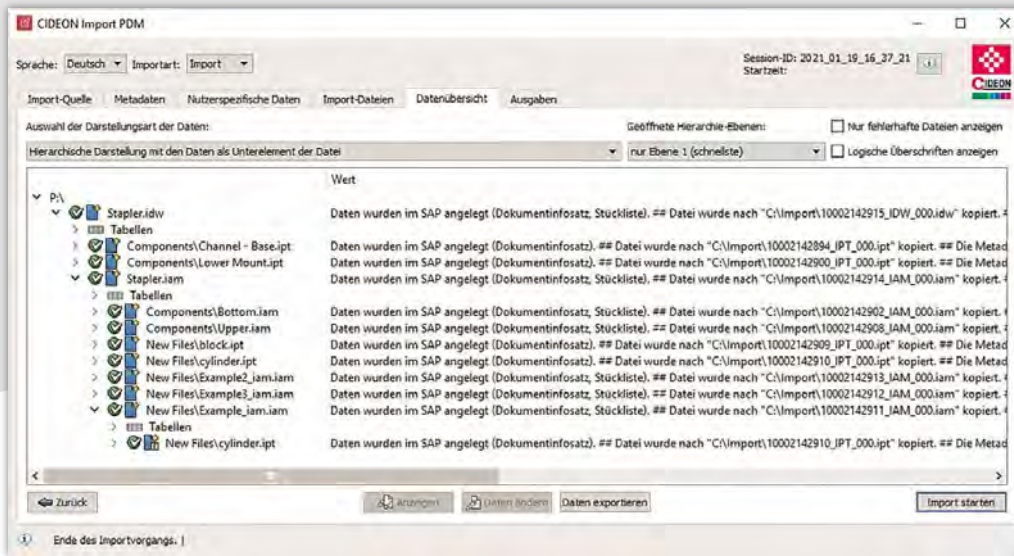 CIDEON Import PDM
Sprache: Deutsch Importart: Import
Session-ID: 2021_01_19_16_37_21
Startzeit:
CIDEON
Import-Quelle Metadaten Nutzerspezifische Daten Import-Dateien Datenübersicht Ausgaben
Auswahl der Darstellungsart der Daten: Geöffnete Hierarchie-Ebenen: Nur fehlerhafte Dateien anzeigen
Hierarchische Darstellung mit den Daten als Unterelement der Datei nur Ebene 1 (schnellste) Logische Überschriften anzeigen
Wert
P:\
Stapler.idw Daten wurden im SAP angelegt (Dokumentinfosatz, Stückliste). ## Datei wurde nach "C:\Import\10002142915_IDW_000.idw" kopiert.
Tabellen
Components\Channel - Base.ipt Daten wurden im SAP angelegt (Dokumentinfosatz). ## Datei wurde nach "C:\Import\10002142894_IPT_000.ipt" kopiert. ## Die Metad
Components\Lower Mount.ipt Daten wurden im SAP angelegt (Dokumentinfosatz). ## Datei wurde nach "C:\Import\10002142900_IPT_000.ipt" kopiert. ## Die Metad
Stapler.iam Daten wurden im SAP angelegt (Dokumentinfosatz, Stückliste). ## Datei wurde nach "C:\Import\10002142914_IAM_000.iam" kopiert. #
Tabellen
Components\Bottom.iam Daten wurden im SAP angelegt (Dokumentinfosatz, Stückliste). ## Datei wurde nach "C:\Import\10002142902_IAM_000.iam" kopiert.
Components\Upper.iam Daten wurden im SAP angelegt (Dokumentinfosatz, Stückliste). ## Datei wurde nach "C:\Import\10002142908_IAM_000.iam" kopiert.
New Files\block.ipt Daten wurden im SAP angelegt (Dokumentinfosatz). ## Datei wurde nach "C:\Import\10002142909_IPT_000.ipt" kopiert. ## Die Metad
New Files\cylinder.ipt Daten wurden im SAP angelegt (Dokumentinfosatz). ## Datei wurde nach "C:\Import\10002142910_IPT_000.ipt" kopiert. ## Die Metad
New Files\Example2_iam.iam Daten wurden im SAP angelegt (Dokumentinfosatz, Stückliste). ## Datei wurde nach "C:\Import\10002142913_IAM_000.iam" kopiert.
New Files\Example3_iam.iam Daten wurden im SAP angelegt (Dokumentinfosatz, Stückliste). ## Datei wurde nach "C:\Import\10002142912_IAM_000.iam" kopiert.
New Files\Example_iam.iam Daten wurden im SAP angelegt (Dokumentinfosatz, Stückliste). ## Datei wurde nach "C:\Import\10002142911_IAM_000.iam" kopiert.
Tabellen
New Files\cylinder.ipt Daten wurden im SAP angelegt (Dokumentinfosatz). ## Datei wurde nach "C:\Import\10002142910_IPT_000.ipt" kopiert. ## Die Metad
Zurück Anzeigen Daten ändern Daten exportieren Import starten
Ende des Importvorgangs. |